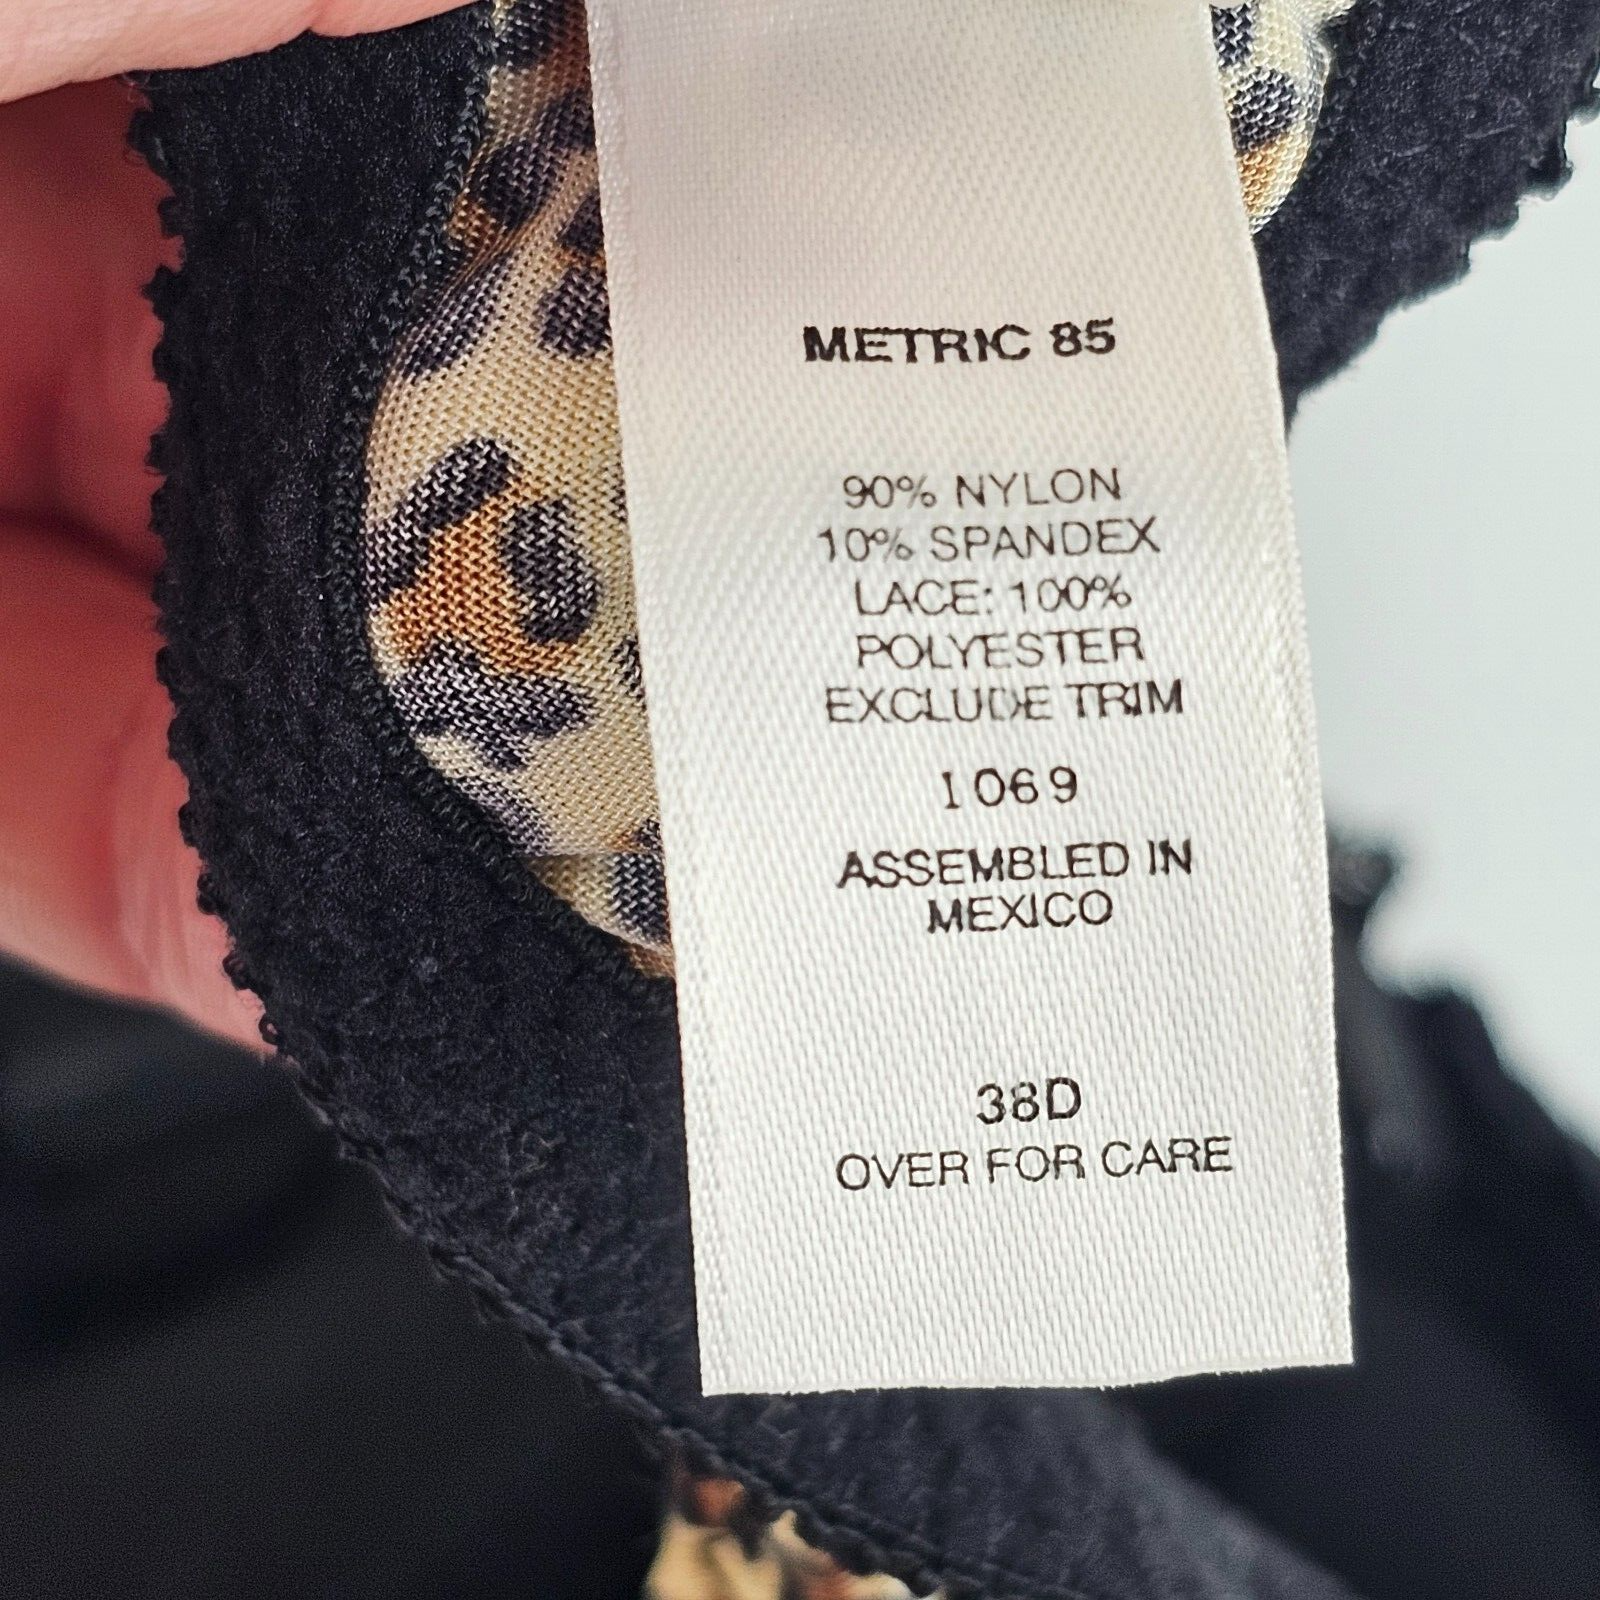 METRIC 85
90% NYLON
10% SPANDEX
LACE: 100%
POLYESTER
EXCLUDE TRIM
1069
ASSEMBLED IN
MEXICO
38D
OVER FOR CARE